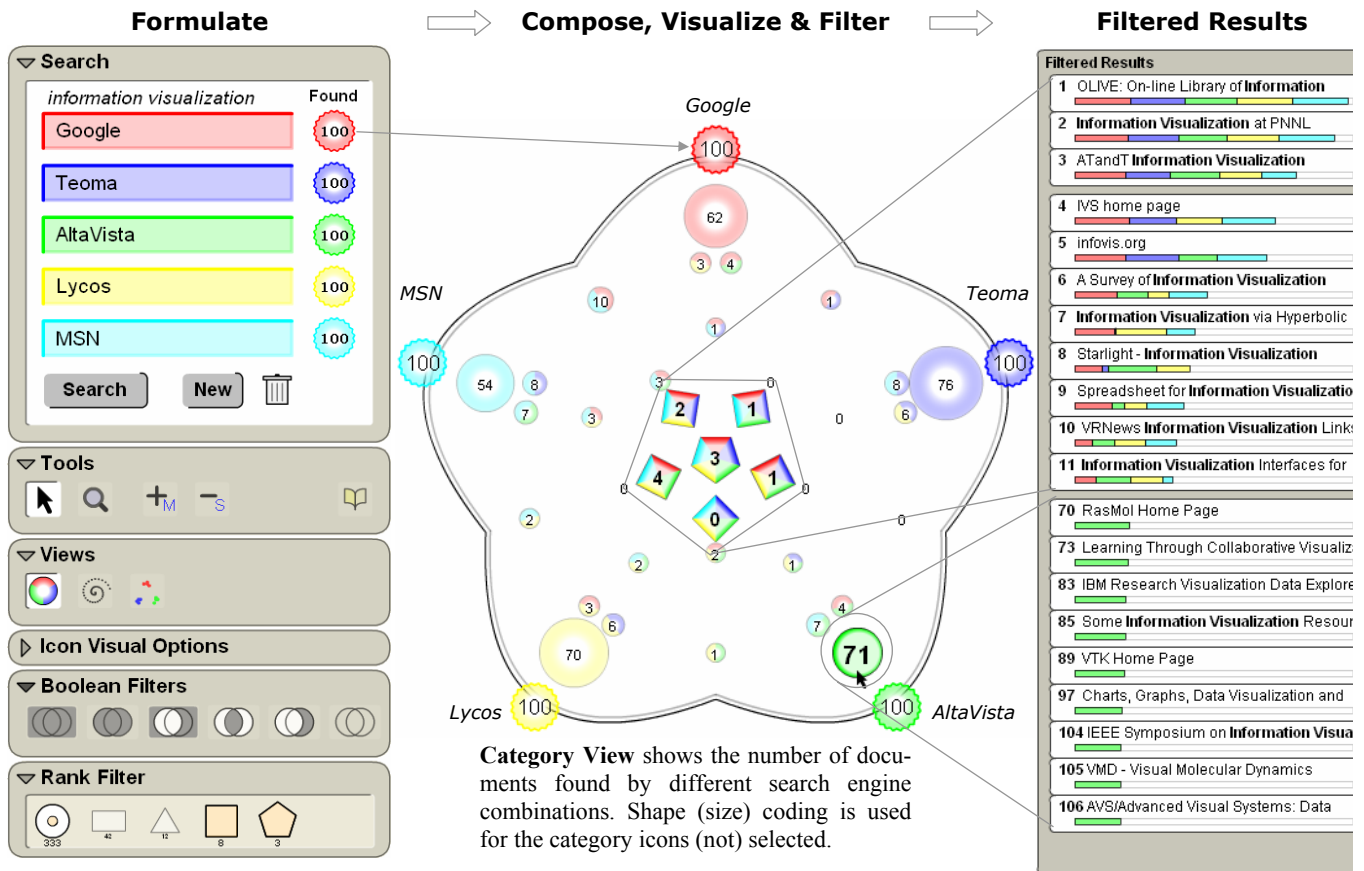 Formulate
Compose, Visualize & Filter
Filtered Results
Search
information visualization Found
Google 100
Teoma 100
AltaVista 100
Lycos 100
MSN 100
Search New
Tools
M S
Views
Icon Visual Options
Boolean Filters
Rank Filter
333 42 12 8 3
Google
100
62
3 4
MSN
10 1
Teoma
1
100 100
54 8 3 0 8 76
7 3 2 1 0 6
3
4 1
0 0
2 0 0
2
2 1
3 4
6 7
70 1 71
Lycos 100 100 AltaVista
Category View shows the number of docu-
ments found by different search engine
combinations. Shape (size) coding is used
for the category icons (not) selected.
Filtered Results
1 OLIVE: On-line Library of Information
2 Information Visualization at PNNL
3 ATandT Information Visualization
4 IVS home page
5 infovis.org
6 A Survey of Information Visualization
7 Information Visualization via Hyperbolic
8 Starlight - Information Visualization
9 Spreadsheet for Information Visualizatio
10 VRNews Information Visualization Links
11 Information Visualization Interfaces for
70 RasMol Home Page
73 Learning Through Collaborative Visualiz
83 IBM Research Visualization Data Explore
85 Some Information Visualization Resour
89 VTK Home Page
97 Charts, Graphs, Data Visualization and
104 IEEE Symposium on Information Visua
105 VMD - Visual Molecular Dynamics
106 AVS/Advanced Visual Systems: Data